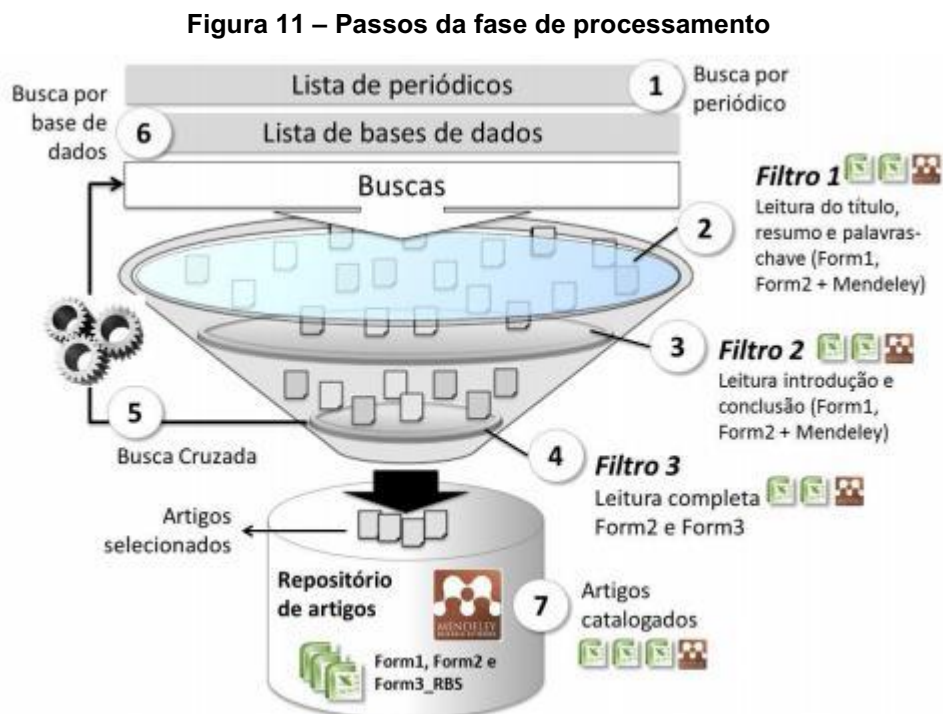 Figura 11 – Passos da fase de processamento
Lista de periódicos
1
Busca por
periódico
Busca por
base de
dados
6
Lista de bases de dados
Buscas
2
Filtro 1
Leitura do título,
resumo e palavras-
chave (Form1,
Form2 + Mendeley)
3
Filtro 2
Leitura introdução e
conclusão (Form1,
Form2 + Mendeley)
5
Busca Cruzada
4
Filtro 3
Leitura completa
Form2 e Form3
Artigos
selecionados
Repositório
de artigos
MENDELEY
Form1, Form2 e
Form3_RBS
7
Artigos
catalogados